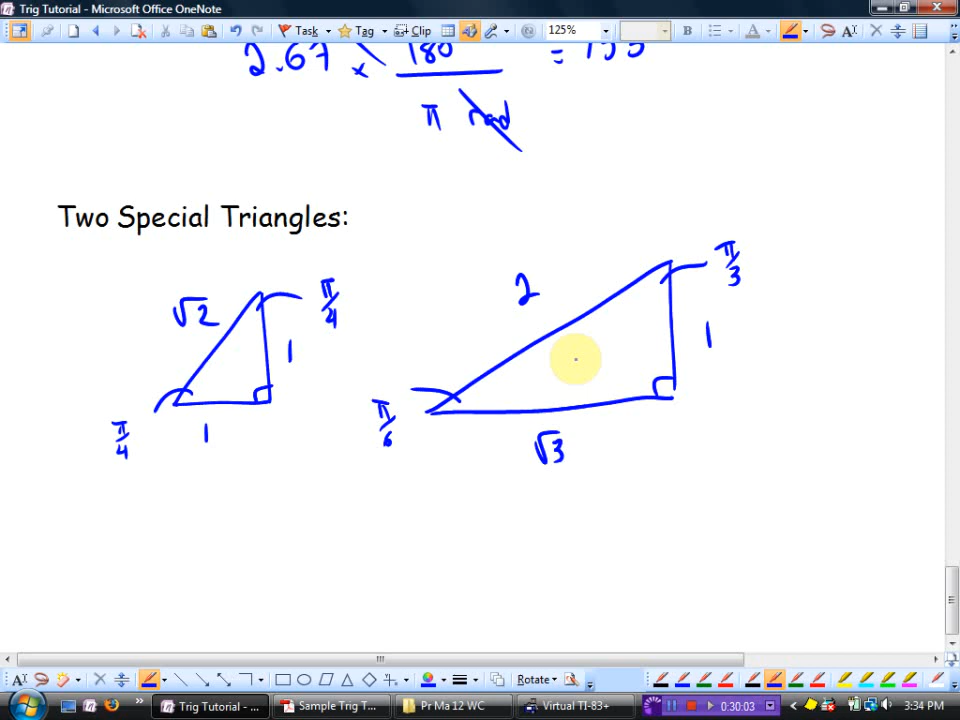 Trig Tutorial - Microsoft OneNote
Task Tag Clip 125% B A
2.67 × 180 =
π rad
Two Special Triangles:
√2 1 1 π/4 π/4
2 1 √3 π/3 π/6
Rotate
Trig Tutorial - ... Sample Trig T... Pr Ma 12 WC Virtual TI-83+ 0:30:03 3:34 PM